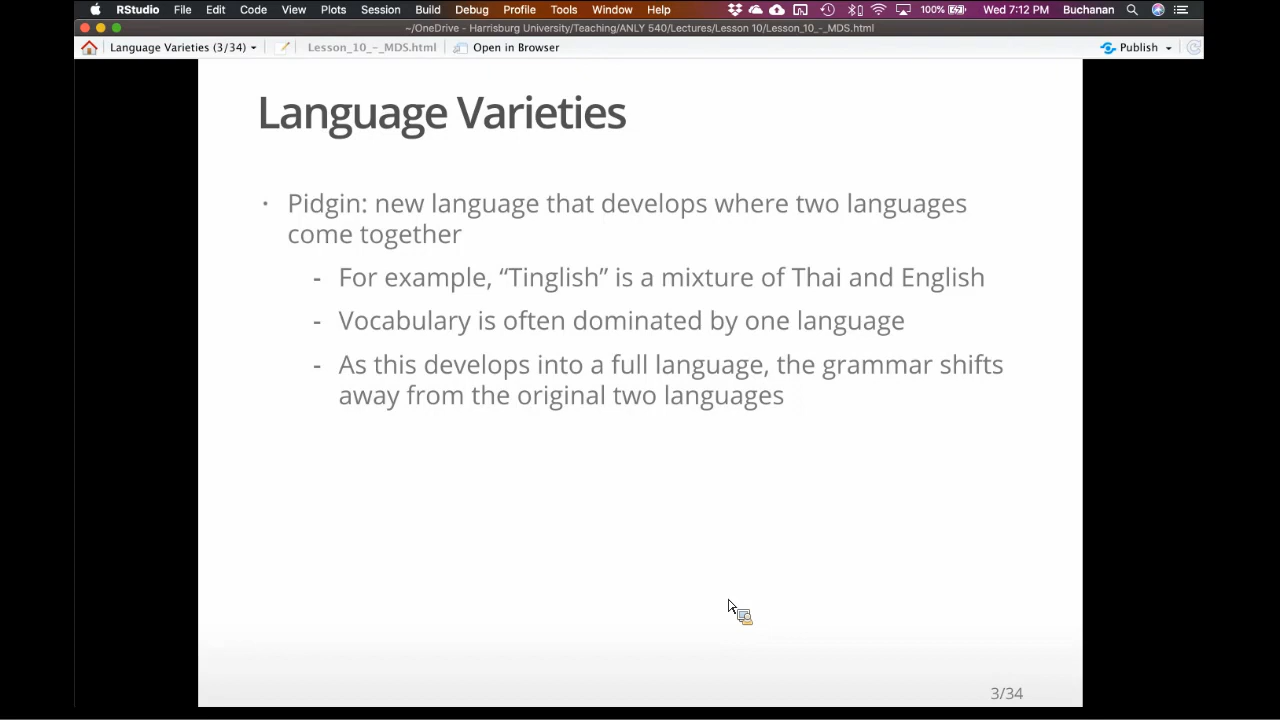 RStudio File Edit Code View Plots Session Build Debug Profile Tools Window Help 100% Wed 7:12 PM Buchanan
~/OneDrive - Harrisburg University/Teaching/ANLY 540/Lectures/Lesson 10/Lesson_10_-_MDS.html
Language Varieties (3/34) Lesson_10_-_MDS.html Open in Browser Publish
Language Varieties
· Pidgin: new language that develops where two languages
come together
- For example, “Tinglish” is a mixture of Thai and English
- Vocabulary is often dominated by one language
- As this develops into a full language, the grammar shifts
away from the original two languages
3/34